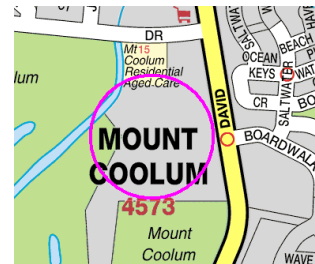 DR
Mt 15
Coolum
Residential
Aged Care
lum
MOUNT
COOLUM
4573
Mount
Coolum
DAVID
SALTWATER
BEACH
OCEAN
KEYS
CR
SALTWATER
BOARDWALK
WAVE